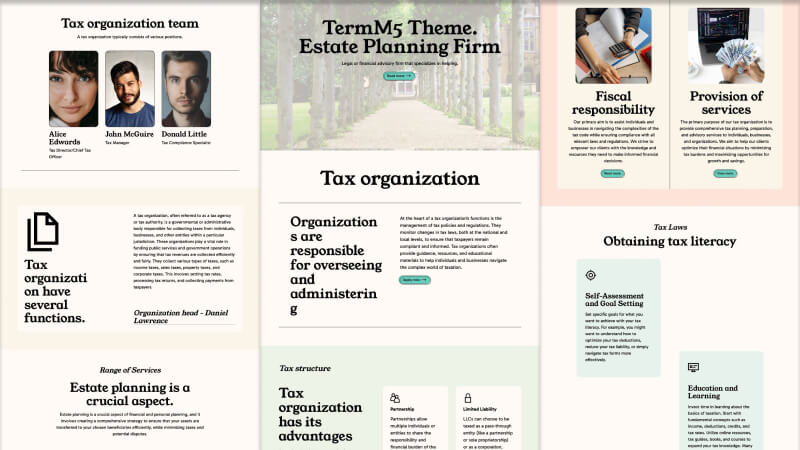 Tax organization team
A tax organization typically consists of various positions.
Alice
Edwards
Tax Director/Chief Tax
Officer
John McGuire
Tax Manager
Donald Little
Tax Compliance Specialist
Tax
organizati
on have
several
functions.
A tax organization, often referred to as a tax agency
or tax authority, is a governmental or administrative
body responsible for collecting taxes from individuals,
businesses, and other entities within a particular
jurisdiction. These organizations play a vital role in
funding public services and government operations
by ensuring that tax revenues are collected efficiently
and fairly. They collect various types of taxes, such as
income taxes, sales taxes, property taxes, and
corporate taxes. This involves setting tax rates,
processing tax returns, and collecting payments from
taxpayers
Organization head - Daniel
Lawrence
Range of Services
Estate planning is a
crucial aspect.
Estate planning is a crucial aspect of financial and personal planning, and it
involves creating a comprehensive strategy to ensure that your assets are
transferred to your chosen beneficiaries efficiently, while minimizing taxes and
potential disputes.
TermM5 Theme.
Estate Planning Firm
Legal or financial advisory firm that specializes in helping.
Read more →
Tax organization
Organization
s are
responsible
for overseeing
and
administerin
g
At the heart of a tax organization's functions is the
management of tax policies and regulations. They
monitor changes in tax laws, both at the national and
local levels, to ensure that taxpayers remain
compliant and informed. Tax organizations often
provide guidance, resources, and educational
materials to help individuals and businesses navigate
the complex world of taxation.
Tax structure
Tax
organization
has its
advantages
Partnership
Partnerships allow
multiple individuals or
entities to share the
responsibility and
financial burden of the
Limited Liability
LLCs can choose to be
taxed as a pass-through
entity (like a partnership
or sole proprietorship)
or as a corporation,
Fiscal
responsibility
Our primary aim is to assist individuals and
businesses in navigating the complexities of the
tax code while ensuring compliance with all
relevant laws and regulations. We strive to
empower our clients with the knowledge and
resources they need to make informed financial
decisions.
Read more
Provision of
services
The primary purpose of our tax organization is to
provide comprehensive tax planning, preparation,
and advisory services to individuals, businesses,
and organizations. We aim to help our clients
optimize their financial situation by minimizing
tax burdens and maximizing opportunities for
growth and savings.
View more
Tax Laws
Obtaining tax literacy
Self-Assessment
and Goal Setting
Set specific goals for what you
want to achieve with your tax
literacy. For example, you might
want to understand how to
optimize your tax deductions,
reduce your tax liability, or simply
navigate tax forms more
effectively.
Education and
Learning
Invest time in learning about the
basics of taxation. Start with
fundamental concepts such as
income, deductions, credits, and
tax rates. Utilize online resources,
tax guides, books, and courses to
expand your tax knowledge. Many